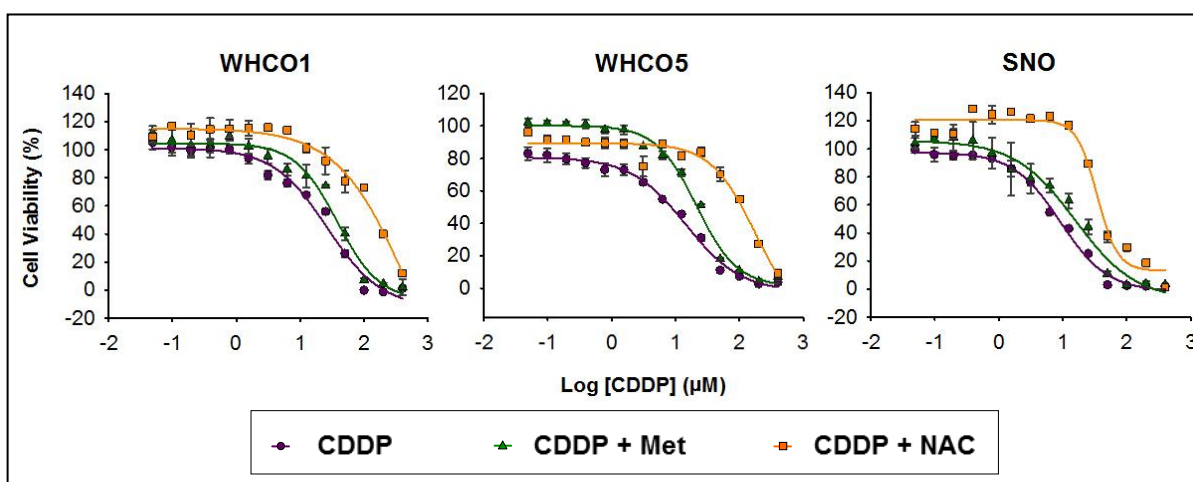 WHCO1 WHCO5 SNO
140 120 140
120 100 120
100 80 100
80 60 80
60 40 60
40 20 40
20 0 20
0 0
-20 -20
Cell Viability (%)
-2 -1 0 1 2 3 -2 -1 0 1 2 3 -2 -1 0 1 2 3
Log [CDDP] (µM)
CDDP CDDP + Met CDDP + NAC